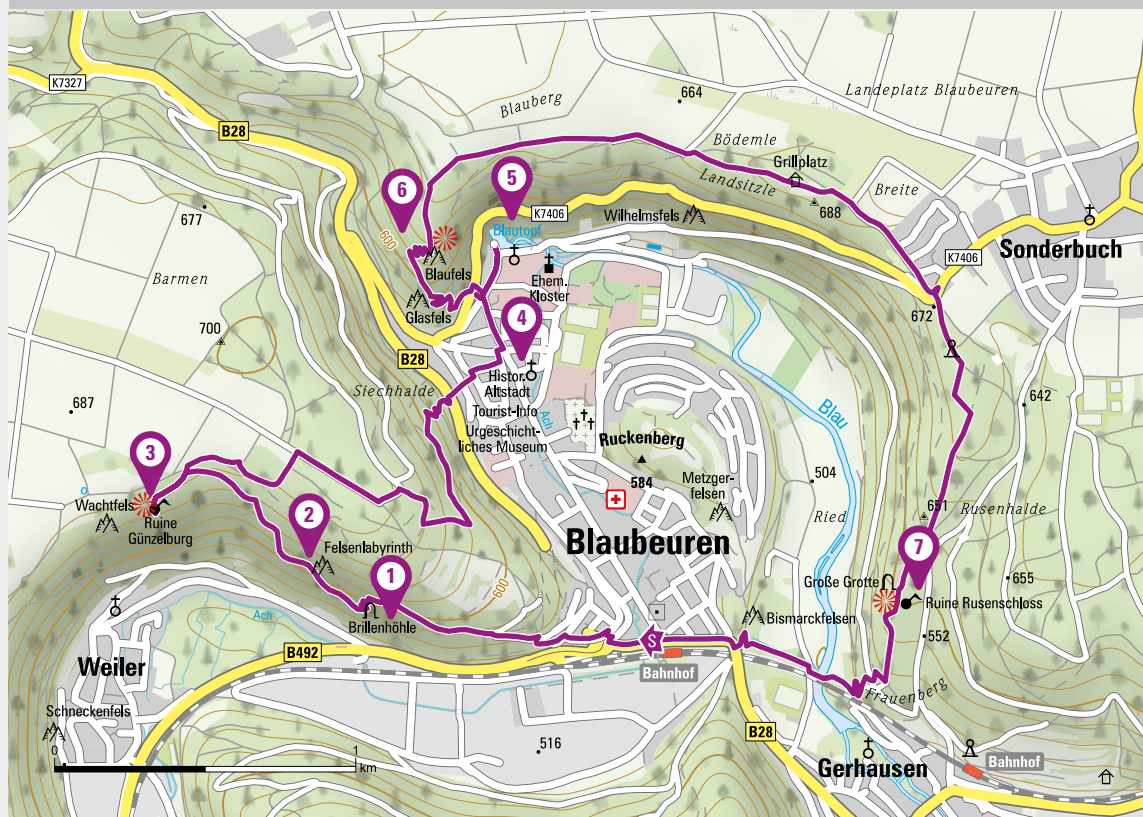 K7327
B28
Blauberg
664
Landeplatz Blaubeuren
Bödemle
Grillplatz
Landsitzle
Breite
688
6
5
K7406
Wilhelmsfels
677
600
Blautopf
Sonderbuch
Barmen
Blaufels
Ehem.
Kloster
K7406
Glasfels
672
4
700
B28
Histor.
Altstadt
Siechhalde
Tourist-Info
Urgeschicht-
liches Museum
Ach
Blau
642
687
Ruckenberg
584
3
Metzger-
felsen
504
Ried
Wachtfels
Ruine
Günzelburg
2
651
Rusenhalde
Felsenlabyrinth
Blaubeuren
7
1
600
Große Grotte
655
Ruine Rusenschloss
Brillenhöhle
Bismarckfelsen
552
Ach
B492
S
Weiler
Bahnhof
Frauenberg
Schneckenfels
B28
516
0
1
km
Gerhausen
Bahnhof